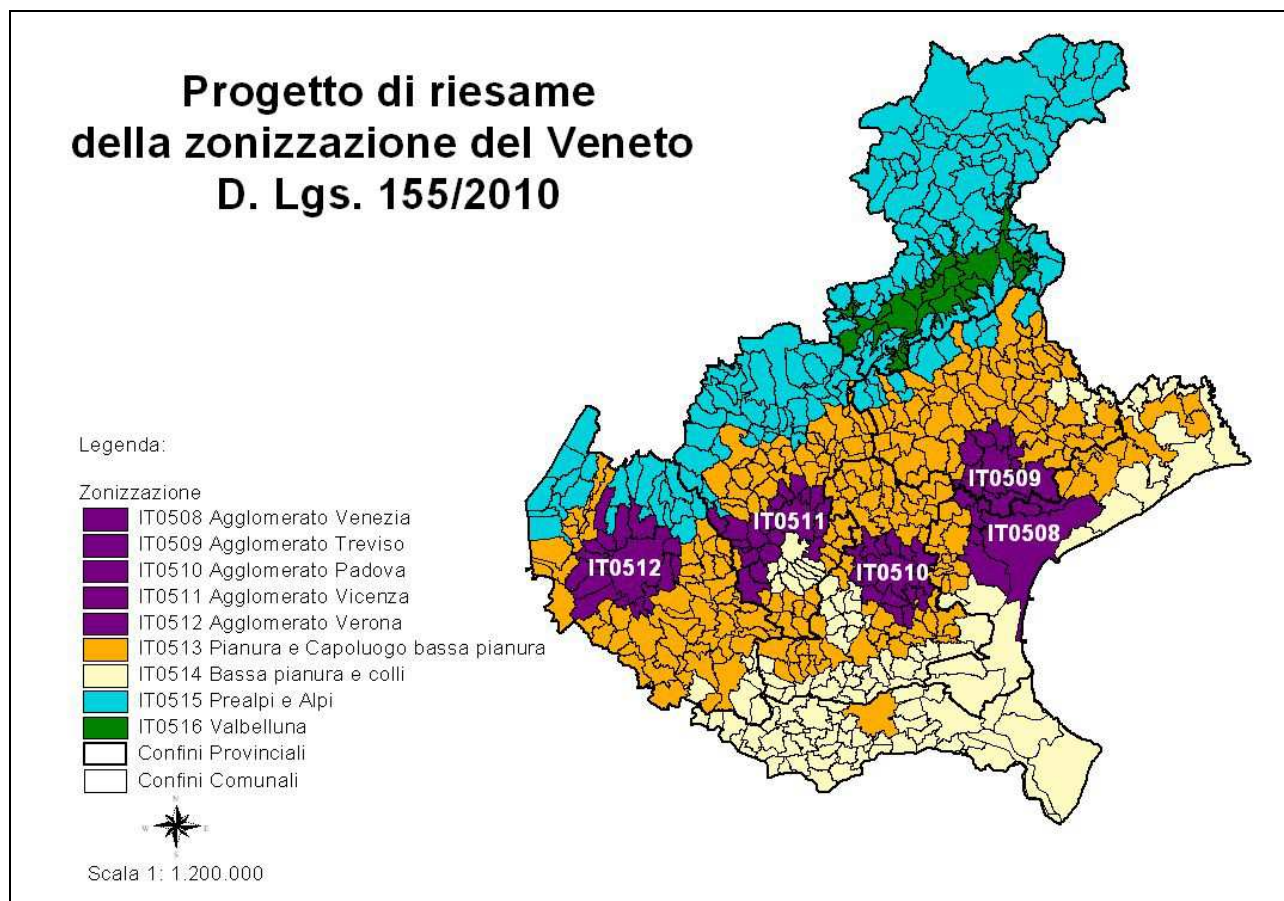 Progetto di riesame
della zonizzazione del Veneto
D. Lgs. 155/2010
Legenda:
Zonizzazione
IT0508 Agglomerato Venezia
IT0509 Agglomerato Treviso
IT0510 Agglomerato Padova
IT0511 Agglomerato Vicenza
IT0512 Agglomerato Verona
IT0513 Pianura e Capoluogo bassa pianura
IT0514 Bassa pianura e colli
IT0515 Prealpi e Alpi
IT0516 Valbelluna
Confini Provinciali
Confini Comunali
N
W E
S
Scala 1: 1.200.000
IT0509
IT0511
IT0508
IT0512
IT0510